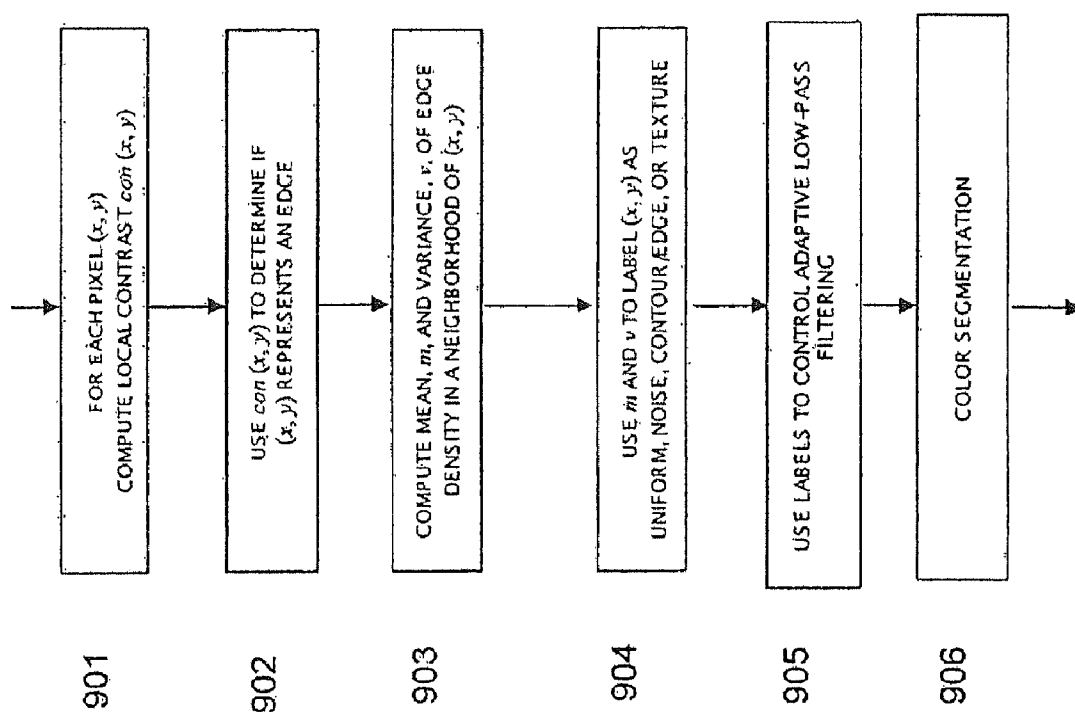 901
FOR EACH PIXEL (x, y)
COMPUTE LOCAL CONTRAST con (x, y)
902
USE con (x, y) TO DETERMINE IF
(x, y) REPRESENTS AN EDGE
903
COMPUTE MEAN, m, AND VARIANCE, v, OF EDGE
DENSITY IN A NEIGHBORHOOD OF (x, y)
904
USE m AND v TO LABEL (x, y) AS
UNIFORM, NOISE, CONTOUR/EDGE, OR TEXTURE
905
USE LABELS TO CONTROL ADAPTIVE LOW-PASS
FILTERING
906
COLOR SEGMENTATION